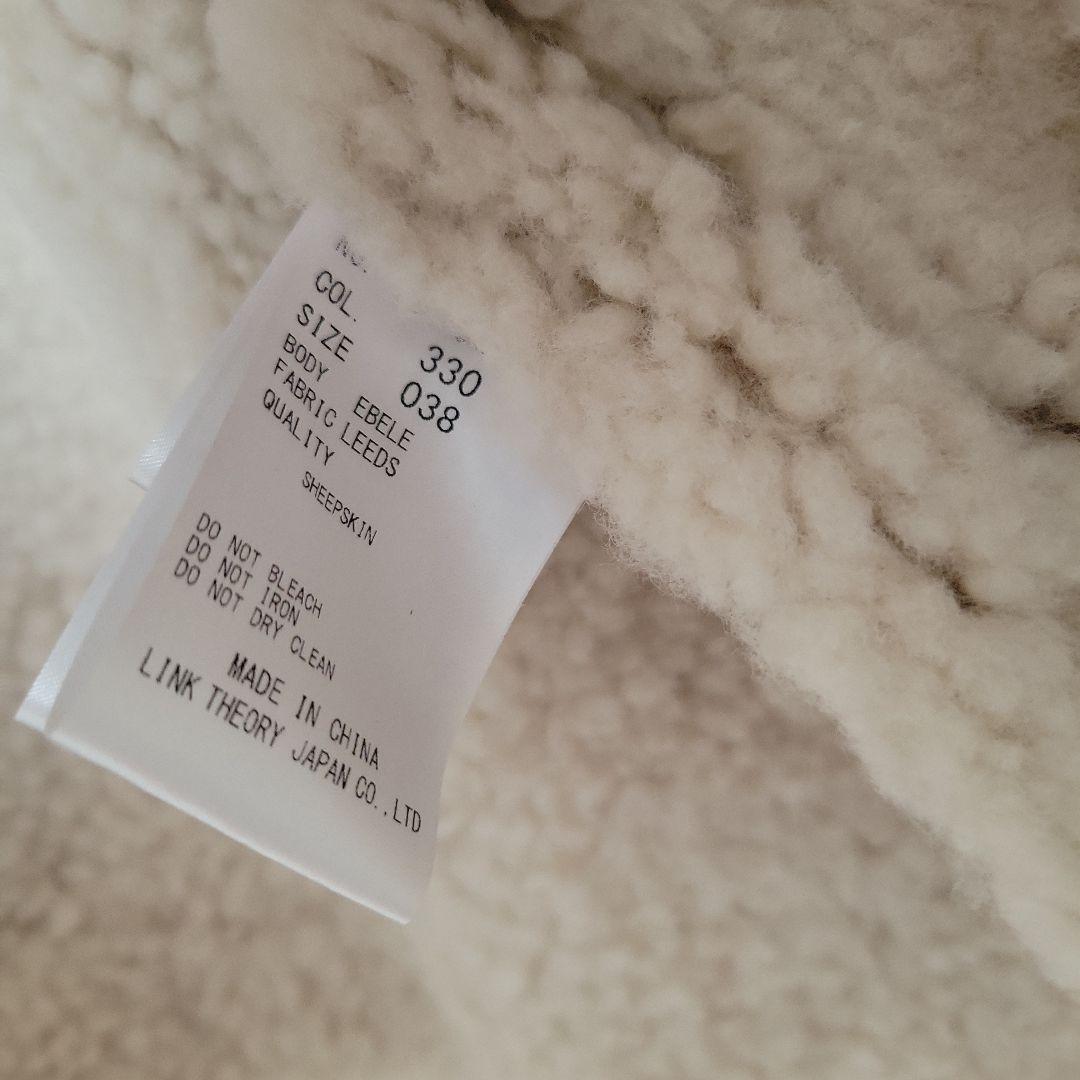 NO.
COL. 330
SIZE 038
BODY EBELE
FABRIC LEEDS
QUALITY
SHEEPSKIN
DO NOT BLEACH
DO NOT IRON
DO NOT DRY CLEAN
MADE IN CHINA
LINK THEORY JAPAN CO.,LTD